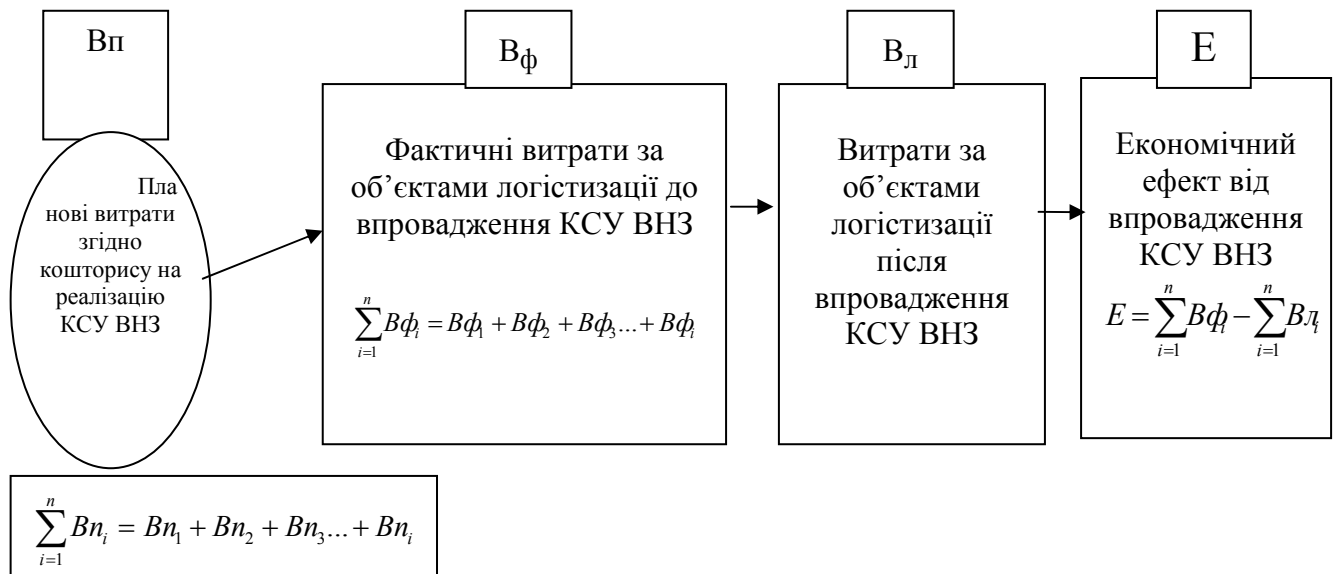 Вп
Пла
нові витрати
згідно
кошторису на
реалізацію
КСУ ВНЗ
∑_{i=1}^{n} Вп_i = Вп_1 + Вп_2 + Вп_3... + Вп_i
В_ф
Фактичні витрати за
об’єктами логістизації до
впровадження КСУ ВНЗ
∑_{i=1}^{n} Вф_i = Вф_1 + Вф_2 + Вф_3... + Вф_i
В_л
Витрати за
об’єктами
логістизації
після
впровадження
КСУ ВНЗ
Е
Економічний
ефект від
впровадження
КСУ ВНЗ
E = ∑_{i=1}^{n} Вф_i − ∑_{i=1}^{n} Вл_i